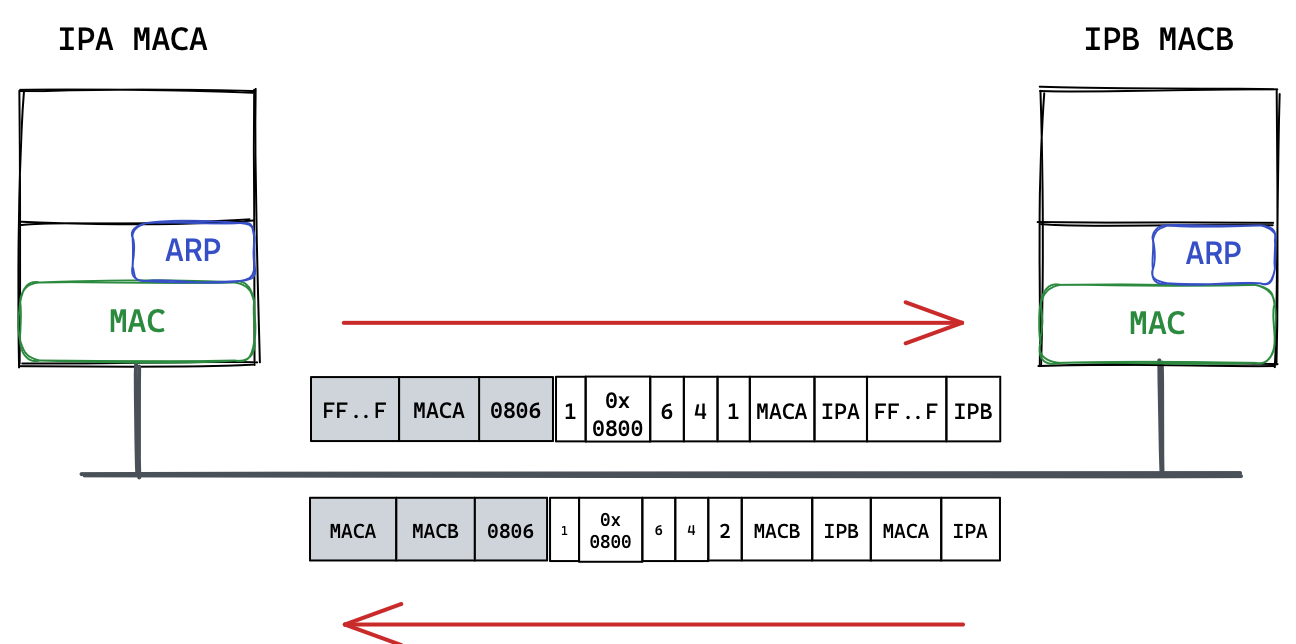 IPA MACA
IPB MACB
ARP
ARP
MAC
MAC
FF..F MACA 0806 1 0x 0800 6 4 1 MACA IPA FF..F IPB
MACA MACB 0806 1 0x 0800 6 4 2 MACB IPB MACA IPA